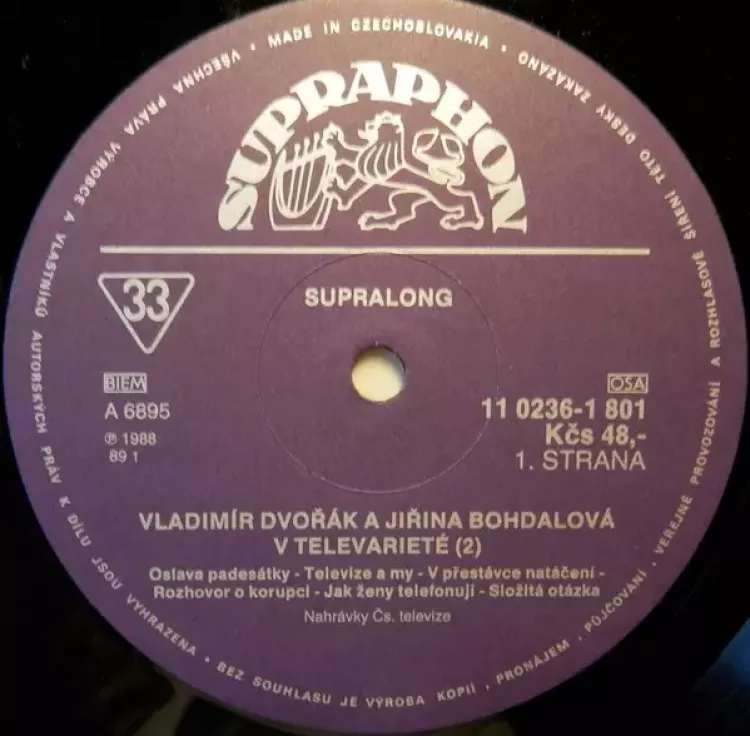 VŠECHNA PRÁVA VÝROBCE A VLASTNÍKŮ AUTORSKÝCH PRÁV K DÍLU JSOU VYHRAZENA • BEZ SOUHLASU JE VÝROBA KOPIÍ, PRONÁJEM, PŮJČOVÁNÍ, VEŘEJNÉ PROVOZOVÁNÍ A ROZHLASOVÉ ŠÍŘENÍ TÉTO DESKY ZAKÁZÁNO • MADE IN CZECHOSLOVAKIA •
SUPRAPHON
33
SUPRALONG
BIEM
OSA
A 6895
11 0236-1 801
℗ 1988
Kčs 48,-
89 1
1. STRANA
VLADIMÍR DVOŘÁK A JIŘINA BOHDALOVÁ
V TELEVARIETÉ (2)
Oslava padesátky - Televize a my - V přestávce natáčení -
Rozhovor o korupci - Jak ženy telefonují - Složitá otázka
Nahrávky Čs. televize